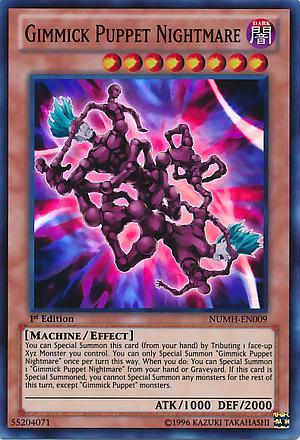 GIMMICK PUPPET NIGHTMARE
DARK
闇
1st Edition
NUMH-EN009
[MACHINE/EFFECT]
You can Special Summon this card (from your hand) by Tributing 1 face-up
Xyz Monster you control. You can only Special Summon "Gimmick Puppet
Nightmare" once per turn this way. When you do: You can Special Summon
1 "Gimmick Puppet Nightmare" from your hand or Graveyard. If this card is
Special Summoned, you cannot Special Summon any monsters for the rest of
this turn, except "Gimmick Puppet" monsters.
ATK/1000 DEF/2000
55204071
©1996 KAZUKI TAKAHASHI